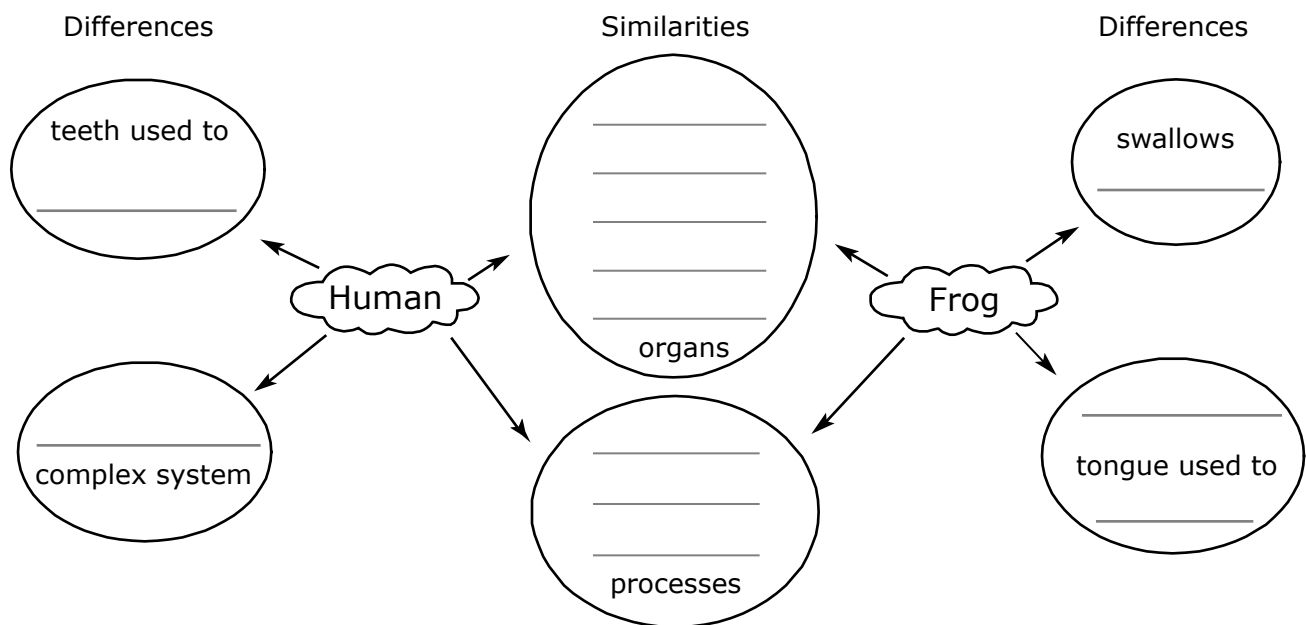 Differences
Similarities
Differences
teeth used to
swallows
Human
Frog
organs
complex system
tongue used to
processes